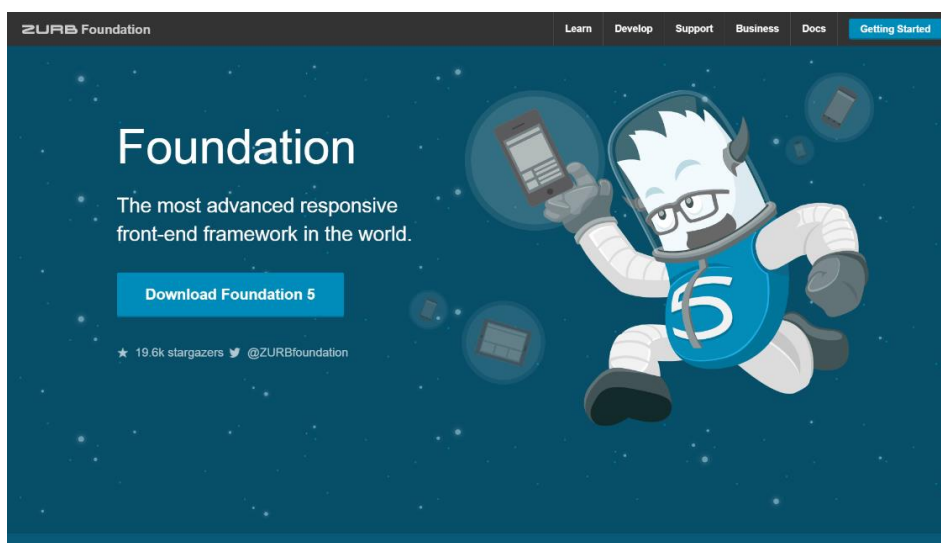 ZURB Foundation
Learn Develop Support Business Docs Getting Started
Foundation
The most advanced responsive
front-end framework in the world.
Download Foundation 5
★ 19.6k stargazers @ZURBfoundation
5